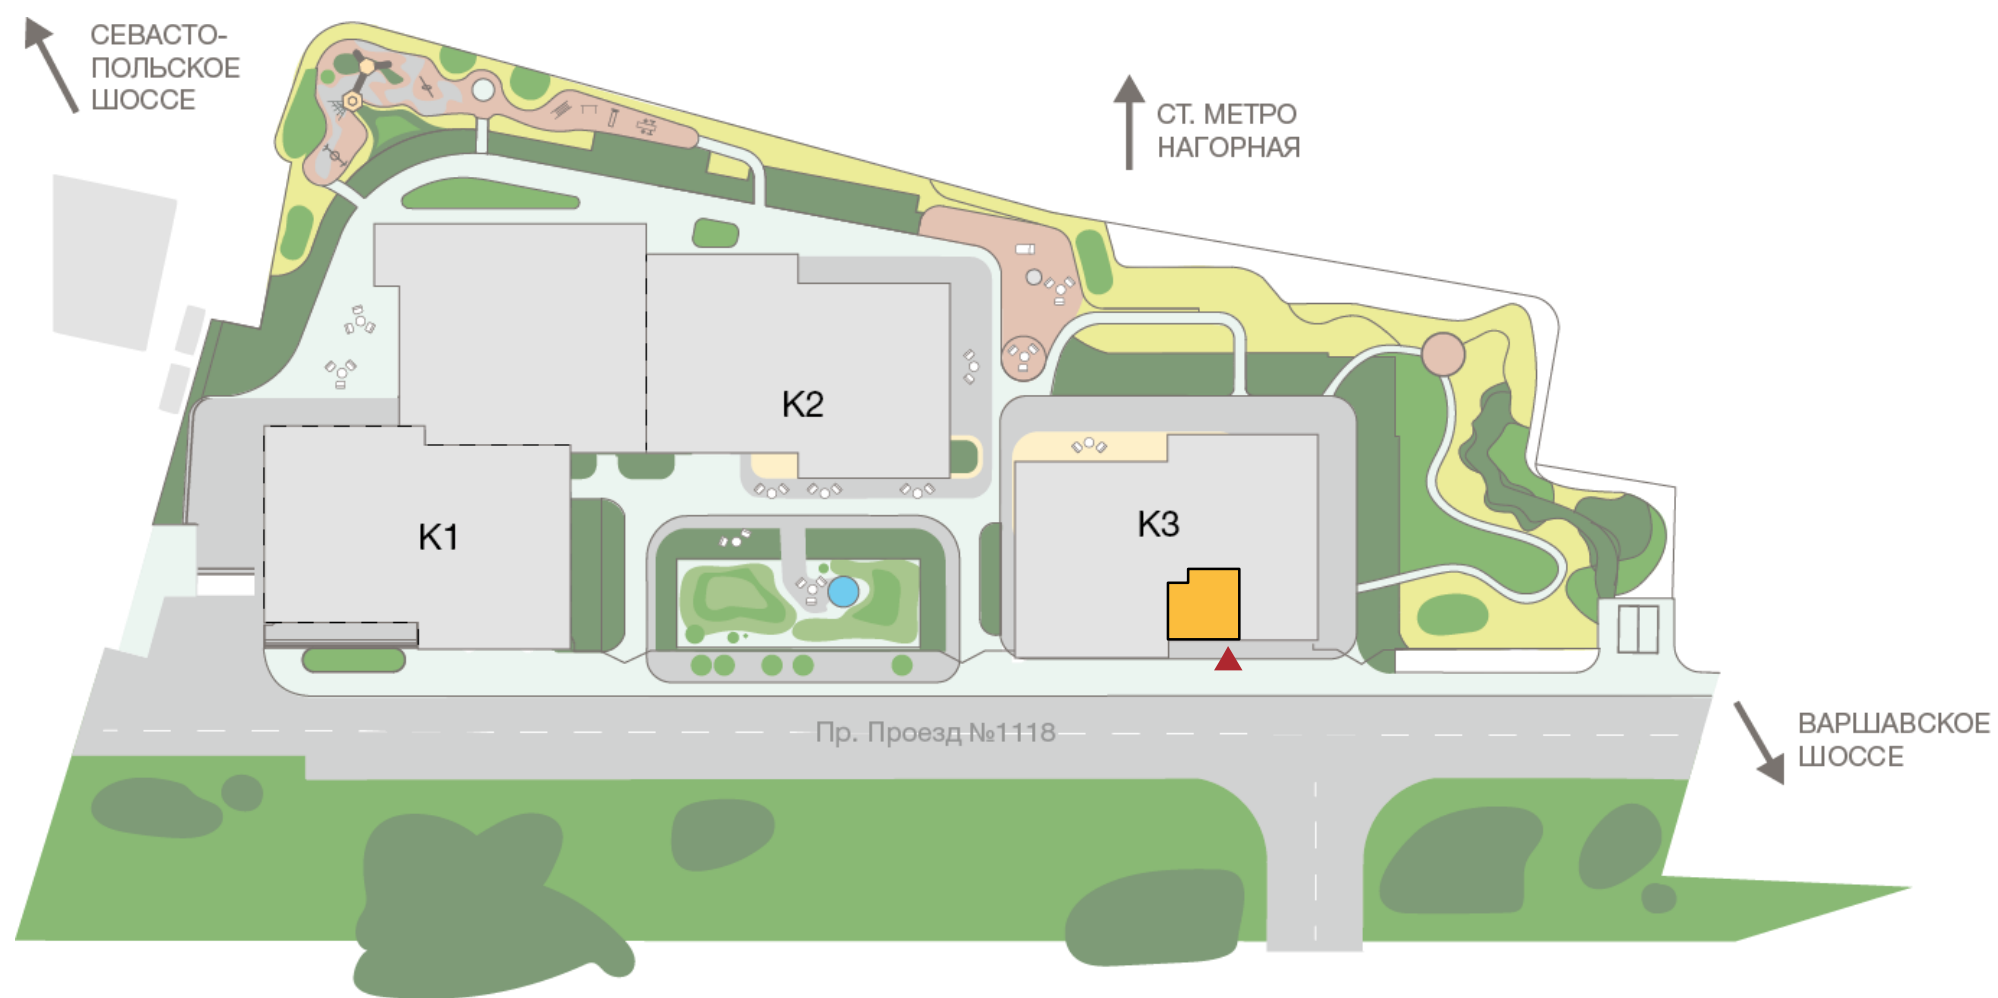 СЕВАСТО-
ПОЛЬСКОЕ
ШОССЕ
СТ. МЕТРО
НАГОРНАЯ
К2
К1
К3
Пр. Проезд №1118
ВАРШАВСКОЕ
ШОССЕ